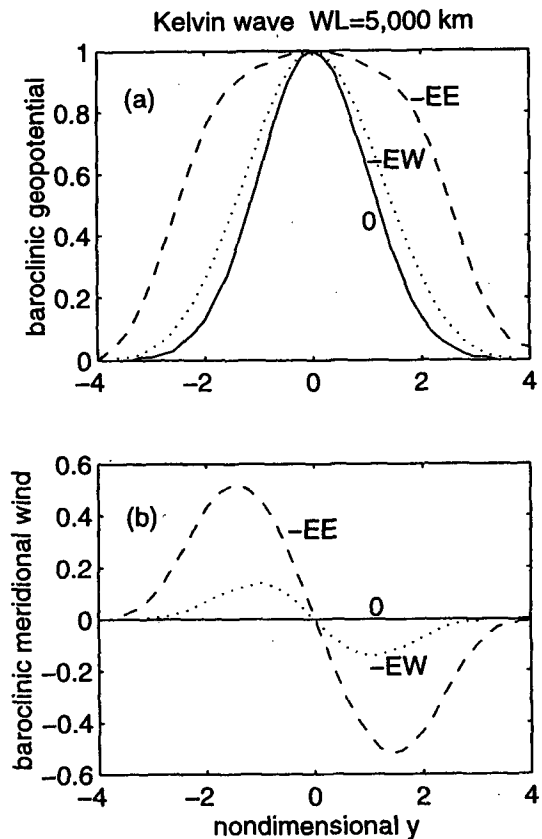 Kelvin wave WL=5,000 km
1
0.8
0.6
0.4
0.2
0
baroclinic geopotential
(a)
-EE
-EW
0
-4
-2
0
2
4
0.6
0.4
0.2
0
-0.2
-0.4
-0.6
baroclinic meridional wind
(b)
-EE
0
-EW
-4
-2
0
2
4
nondimensional y